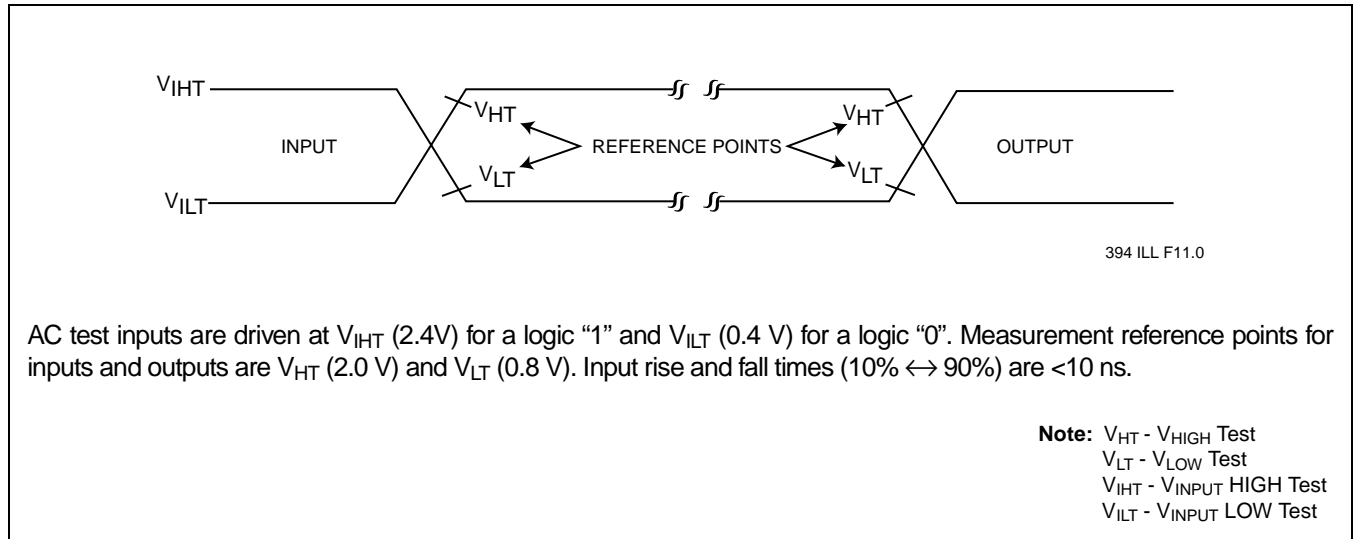 VIHT
VHT
VHT
INPUT
REFERENCE POINTS
OUTPUT
VLT
VLT
VILT
394 ILL F11.0
AC test inputs are driven at VIHT (2.4V) for a logic “1” and VILT (0.4 V) for a logic “0”. Measurement reference points for
inputs and outputs are VHT (2.0 V) and VLT (0.8 V). Input rise and fall times (10% ↔ 90%) are <10 ns.
Note: VHT - VHIGH Test
VLT - VLOW Test
VIHT - VINPUT HIGH Test
VILT - VINPUT LOW Test